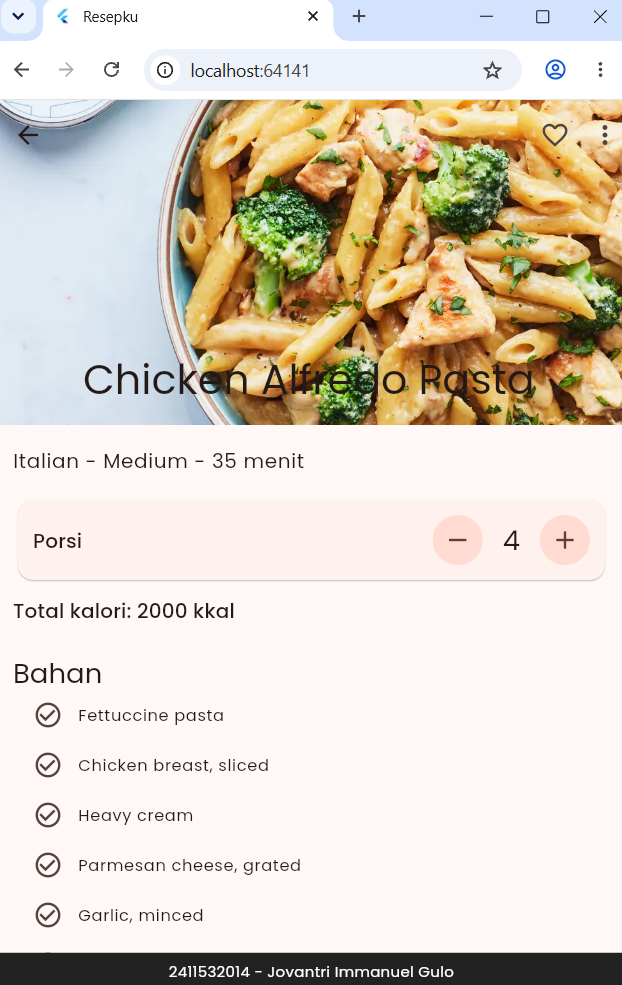 Resepku
localhost:64141
Chicken Alfredo Pasta
Italian - Medium - 35 menit
Porsi
4
Total kalori: 2000 kkal
Bahan
Fettuccine pasta
Chicken breast, sliced
Heavy cream
Parmesan cheese, grated
Garlic, minced
2411532014 - Jovantri Immanuel Gulo